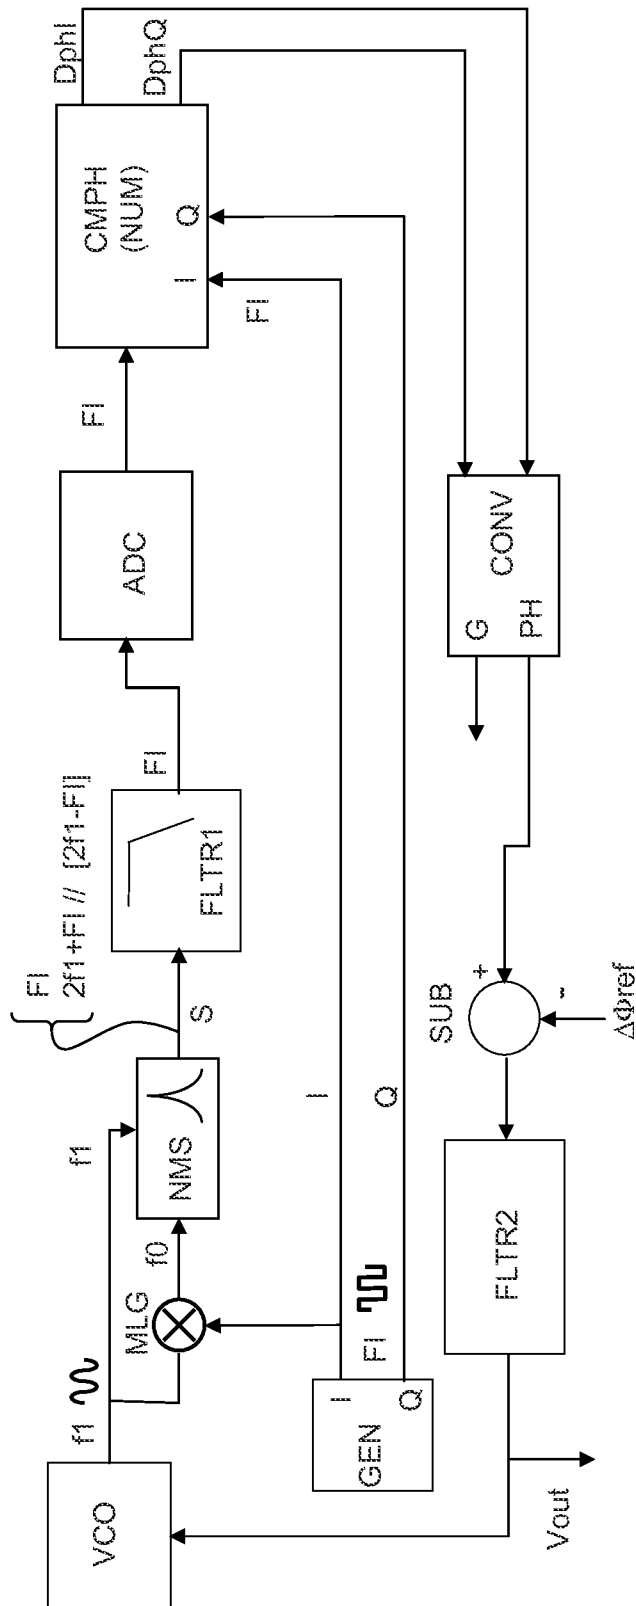 VCO
f1
MLG
f0
f1
NMS
S
FI
2f1+FI // [2f1-FI]
FLTR1
FI
ADC
FI
CMPH
(NUM)
I
Q
DphI
DphQ
GEN
I
Q
FI
I
Q
FI
Vout
FLTR2
SUB
+
-
ΔΦref
G
PH
CONV